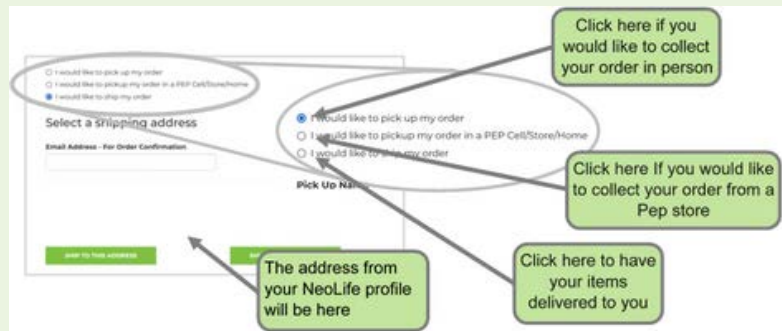 Click here if you
would like to collect
your order in person
I would like to pick up my order
I would like to pickup my order in a PEP Cell/Store/Home
I would like to ship my order
Select a shipping address
Email Address - For Order Confirmation
I would like to pick up my order
I would like to pickup my order in a PEP Cell/Store/Home
I would like to ship my order
Pick Up
Click here If you would like
to collect your order from a
Pep store
SHIP TO THIS ADDRESS
The address from
your NeoLife profile
will be here
Click here to have
your items
delivered to you